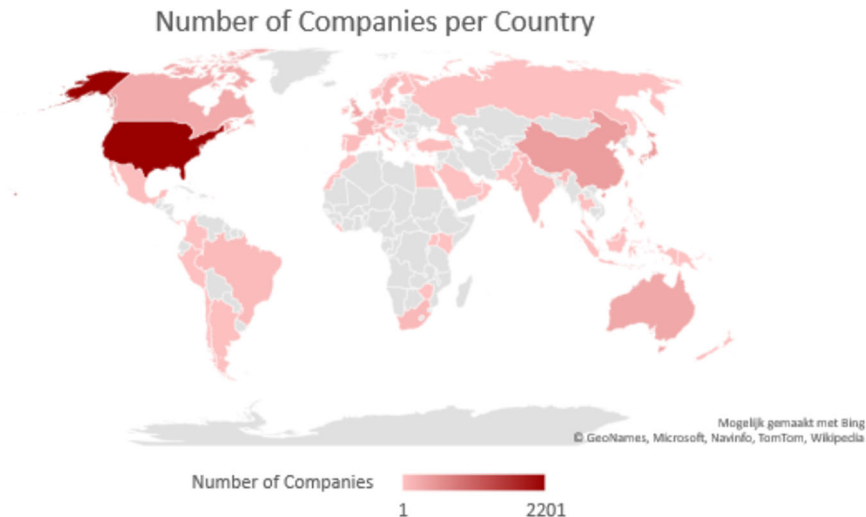 Number of Companies per Country
Mogelijk gemaakt met Bing
© GeoNames, Microsoft, Navinfo, TomTom, Wikipedia
Number of Companies
1 2201